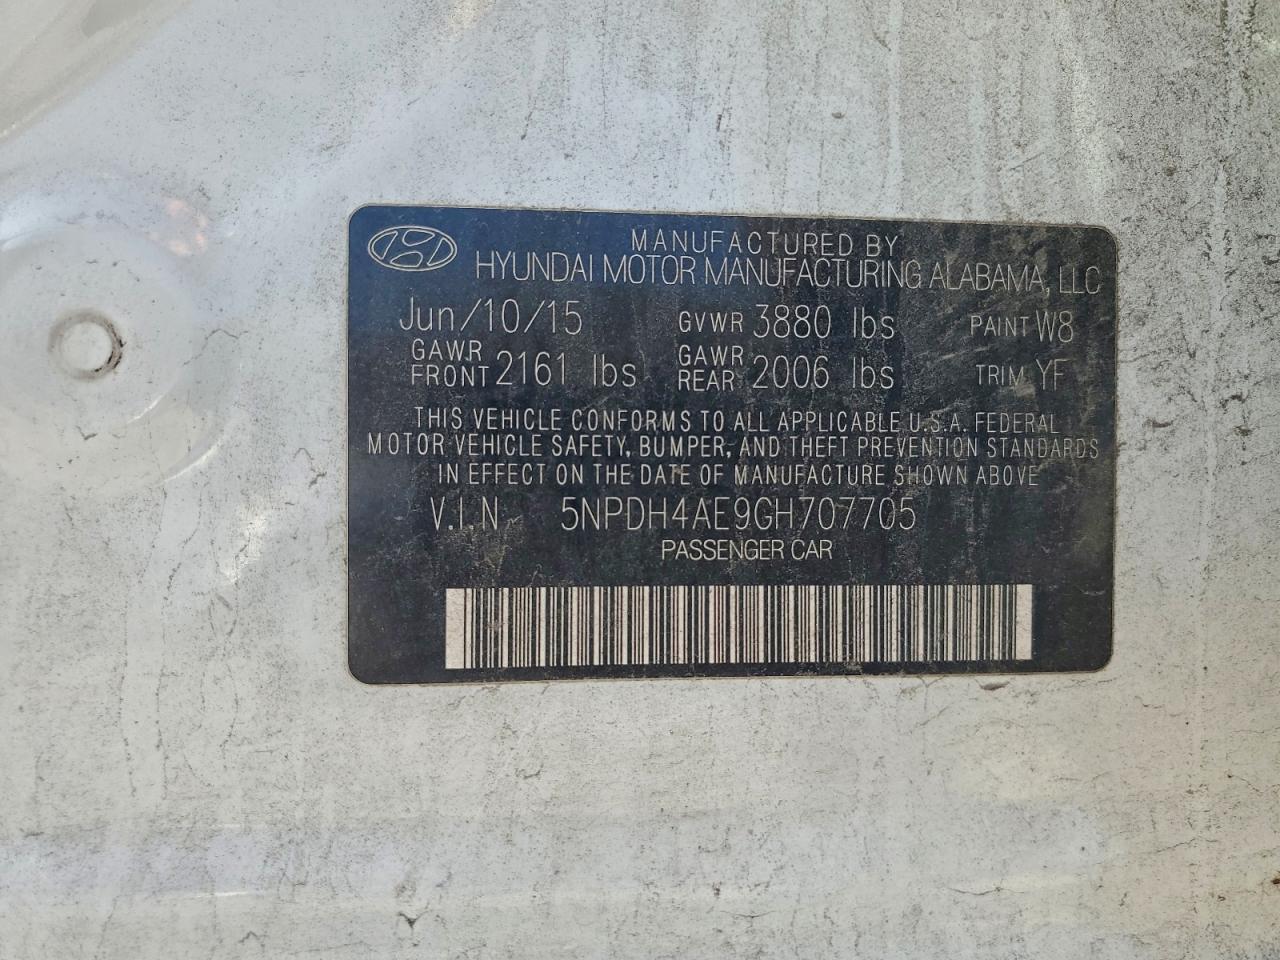 MANUFACTURED BY
HYUNDAI MOTOR MANUFACTURING ALABAMA, LLC
Jun/10/15 GVWR 3880 lbs PAINT W8
GAWR FRONT 2161 lbs GAWR REAR 2006 lbs TRIM YF
THIS VEHICLE CONFORMS TO ALL APPLICABLE U.S.A. FEDERAL
MOTOR VEHICLE SAFETY, BUMPER, AND THEFT PREVENTION STANDARDS
IN EFFECT ON THE DATE OF MANUFACTURE SHOWN ABOVE
V.I.N 5NPDH4AE9GH707705
PASSENGER CAR